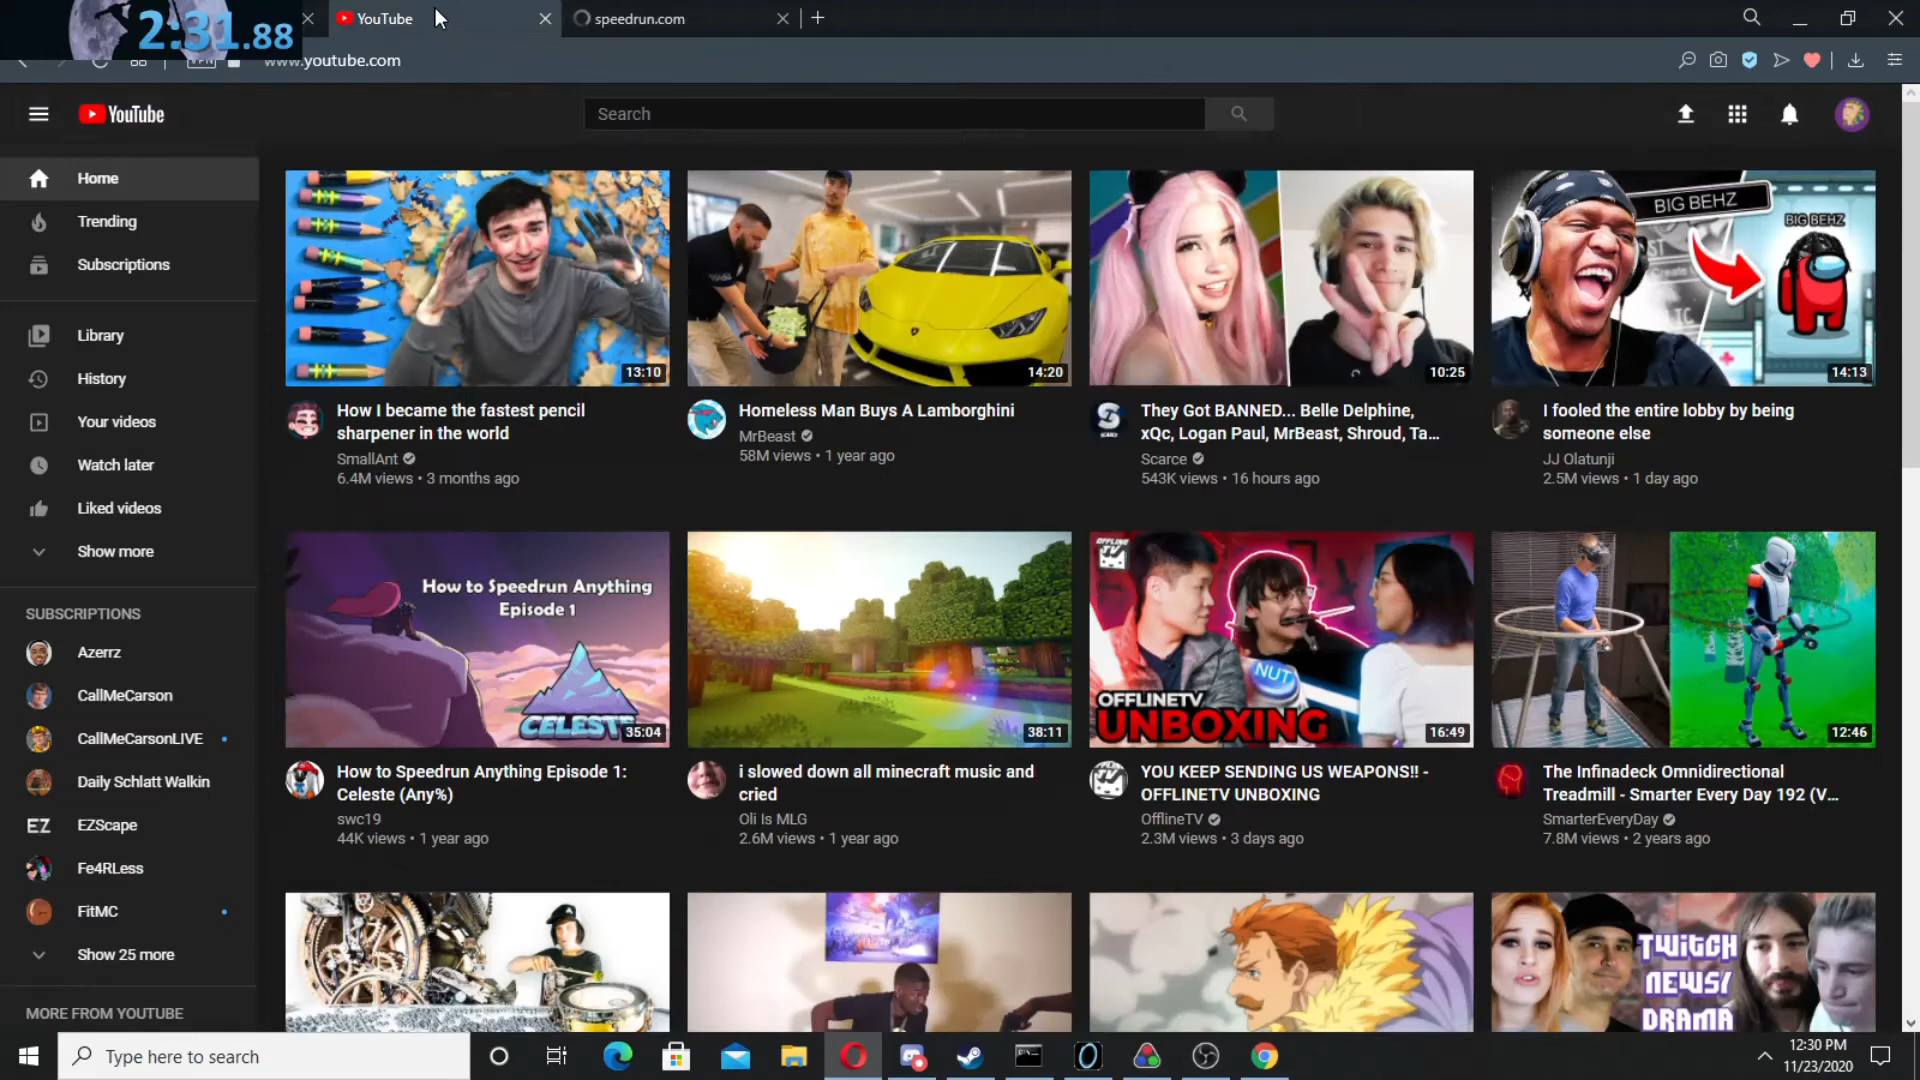 2:31.88
YouTube
speedrun.com
VPN
www.youtube.com
YouTube
Search
Home
Trending
Subscriptions
Library
History
Your videos
Watch later
Liked videos
Show more
SUBSCRIPTIONS
Azerrz
CallMeCarson
CallMeCarsonLIVE
Daily Schlatt Walkin
EZ
EZScape
Fe4RLess
FitMC
Show 25 more
MORE FROM YOUTUBE
13:10
How I became the fastest pencil
sharpener in the world
SmallAnt
6.4M views • 3 months ago
14:20
Homeless Man Buys A Lamborghini
MrBeast
58M views • 1 year ago
10:25
They Got BANNED... Belle Delphine,
xQc, Logan Paul, MrBeast, Shroud, Ta...
Scarce
543K views • 16 hours ago
BIG BEHZ
BIG BEHZ
14:13
I fooled the entire lobby by being
someone else
JJ Olatunji
2.5M views • 1 day ago
How to Speedrun Anything
Episode 1
CELESTE
35:04
How to Speedrun Anything Episode 1:
Celeste (Any%)
swc19
44K views • 1 year ago
38:11
i slowed down all minecraft music and
cried
Oli Is MLG
2.6M views • 1 year ago
OFFLINE
TV
NUT
OFFLINETV
UNBOXING
16:49
YOU KEEP SENDING US WEAPONS!! -
OFFLINETV UNBOXING
OfflineTV
2.3M views • 3 days ago
12:46
The Infinadeck Omnidirectional
Treadmill - Smarter Every Day 192 (V...
SmarterEveryDay
7.8M views • 2 years ago
TWITCH
NEWS/
DRAMA
Type here to search
12:30 PM
11/23/2020